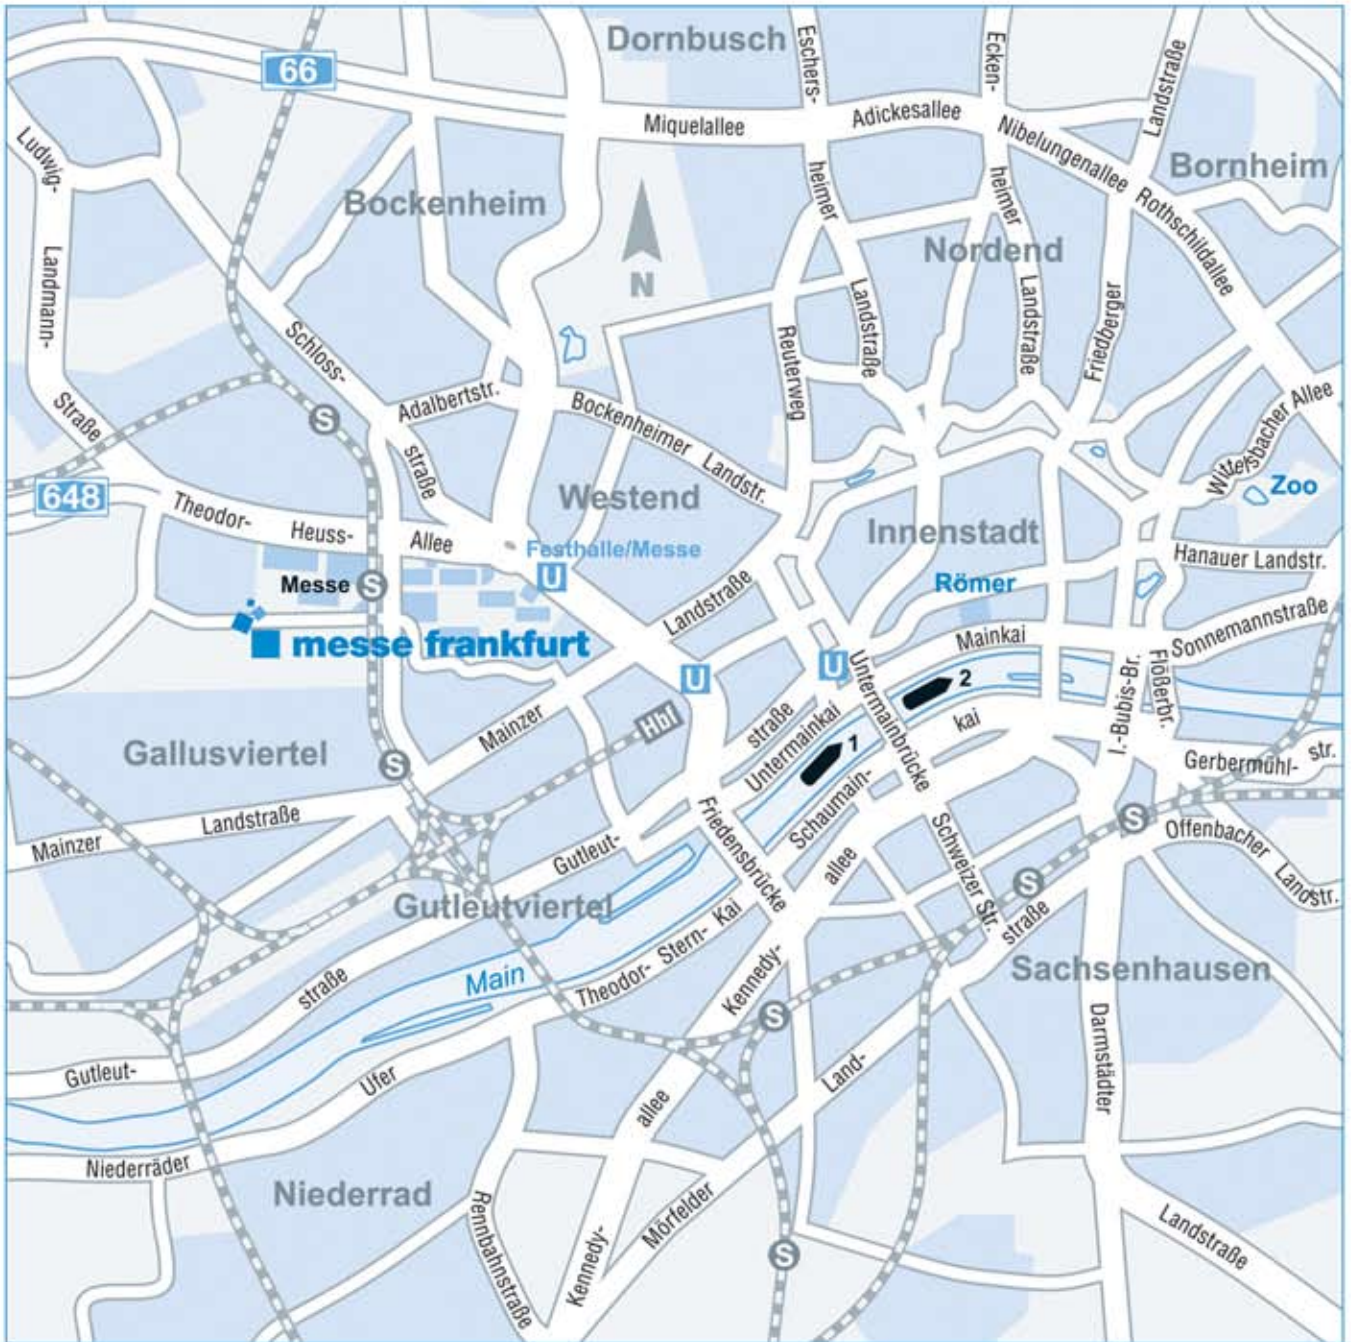 Dornbusch
Eschers-
Ecken-
Landstraße
66
Miquelallee
Adickesallee
Nibelungenallee
Bornheim
Ludwig-
heimer
heimer
Rothschildallee
Bockenheim
Nordend
N
Landmann-
Landstraße
Landstraße
Friedberger
Schloss-
Reuterweg
Straße
Adalbertstr.
Bockenheimer Landstr.
Wittelsbacher Allee
straße
648
Westend
Zoo
Theodor-
Heuss-
Allee
Innenstadt
Festhalle/Messe
Hanauer Landstr.
Messe
S
U
Landstraße
Römer
S
messe frankfurt
Mainkai
Sonnemannstraße
U
U
Untermainbrücke
2
I.-Bubis-Br.
Flößerbr.
Hbf
Mainzer
straße
Untermainkai
kai
Gallusviertel
S
1
Gerbermühl-
str.
Schaumain-
Mainzer
Landstraße
Friedensbrücke
Schweizer Str.
S
Offenbacher
Landstr.
Gutleut-
allee
S
Gutleutviertel
Stern-
Kai
straße
Main
Theodor-
Kennedy-
Sachsenhausen
straße
S
Gutleut-
Ufer
Land-
Darmstädter
allee
Niederräder
Niederrad
Rennbahnstraße
Mörfelder
Landstraße
Kennedy-
S